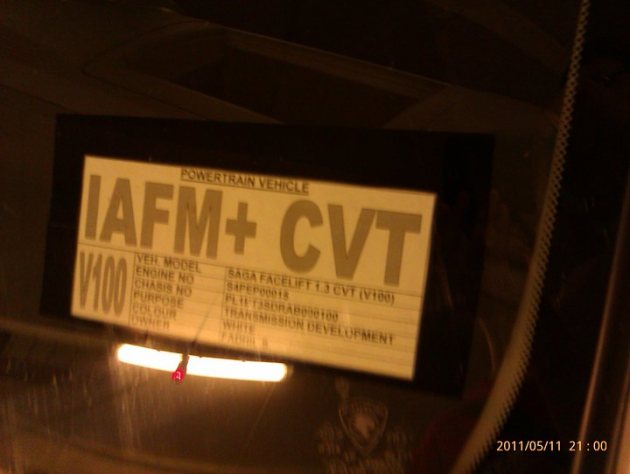 POWERTRAIN VEHICLE
IAFM+ CVT
V100
VEH. MODEL SAGA FACELIFT 1.3 CVT (V100)
ENGINE NO S4PEP00018
CHASIS NO
PURPOSE TRANSMISSION DEVELOPMENT
COLOUR WHITE
OWNER
2011/05/11 21:00